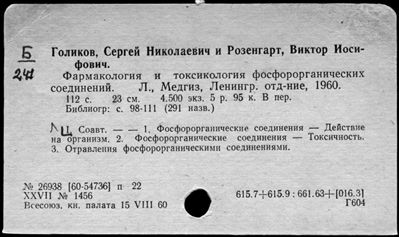 Б
241
Голиков, Сергей Николаевич и Розенгарт, Виктор Иоси-
фович.
Фармакология и токсикология фосфорорганических
соединений. Л., Медгиз, Ленингр. отд-ние, 1960.
112 с. 23 см. 4.500 экз. 5 р. 95 к. В пер.
Библиогр: с. 98-111 (291 назв.)
Соавт. — — 1. Фосфорорганические соединения — Действие
на организм. 2. Фосфорорганические соединения — Токсичность.
3. Отравления фосфорорганическими соединениями.
№ 26938 [60-54736] п 22
XXVII № 1456
Всесоюз. кн. палата 15 VIII 60
615.7+615.9 : 661.63+[016.3]
Г604